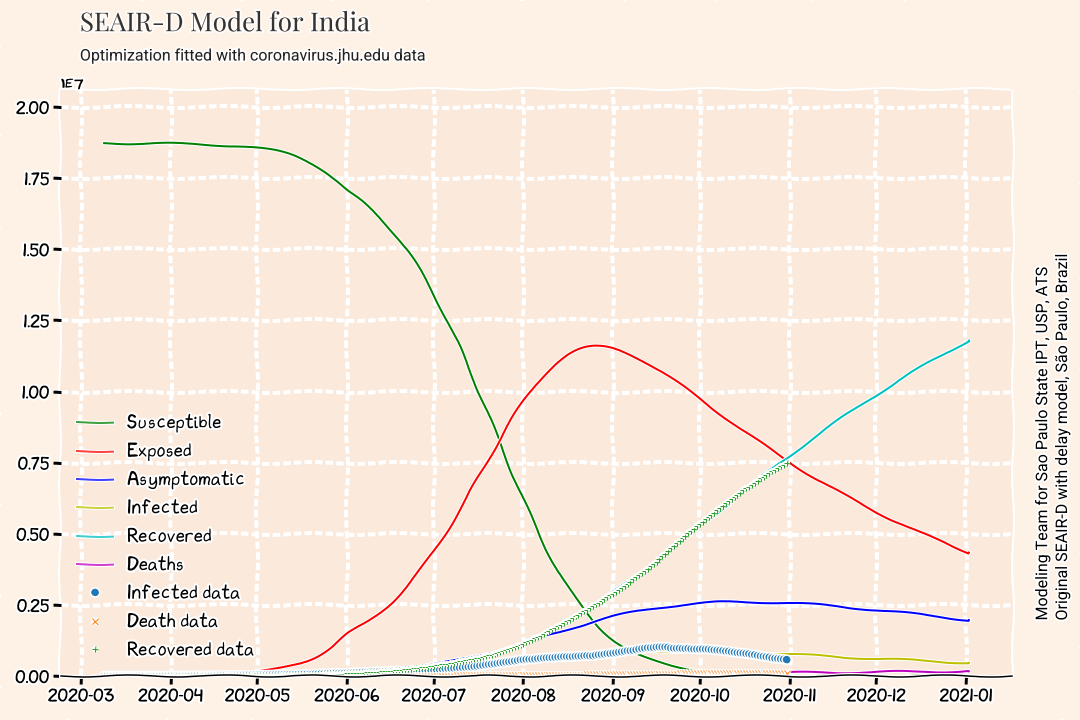 SEAIR-D Model for India
Optimization fitted with coronavirus.jhu.edu data
1E7
2.00
1.75
1.50
1.25
1.00
0.75
0.50
0.25
0.00
Susceptible
Exposed
Asymptomatic
Infected
Recovered
Deaths
Infected data
Death data
Recovered data
2020-03 2020-04 2020-05 2020-06 2020-07 2020-08 2020-09 2020-10 2020-11 2020-12 2021-01
Modeling Team for Sao Paulo State IPT, USP, ATS
Original SEAIR-D with delay model, São Paulo, Brazil